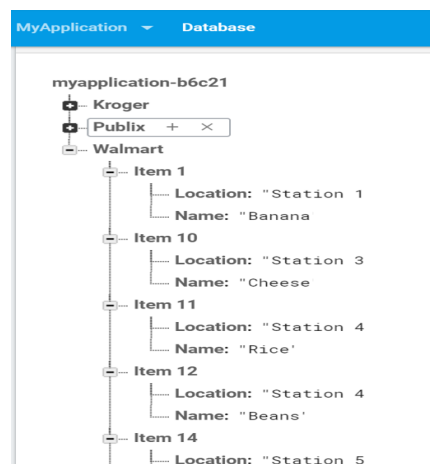 MyApplication Database
myapplication-b6c21
Kroger
Publix + ×
Walmart
Item 1
Location: "Station 1
Name: "Banana
Item 10
Location: "Station 3
Name: "Cheese
Item 11
Location: "Station 4
Name: "Rice'
Item 12
Location: "Station 4
Name: "Beans'
Item 14
Location: "Station 5